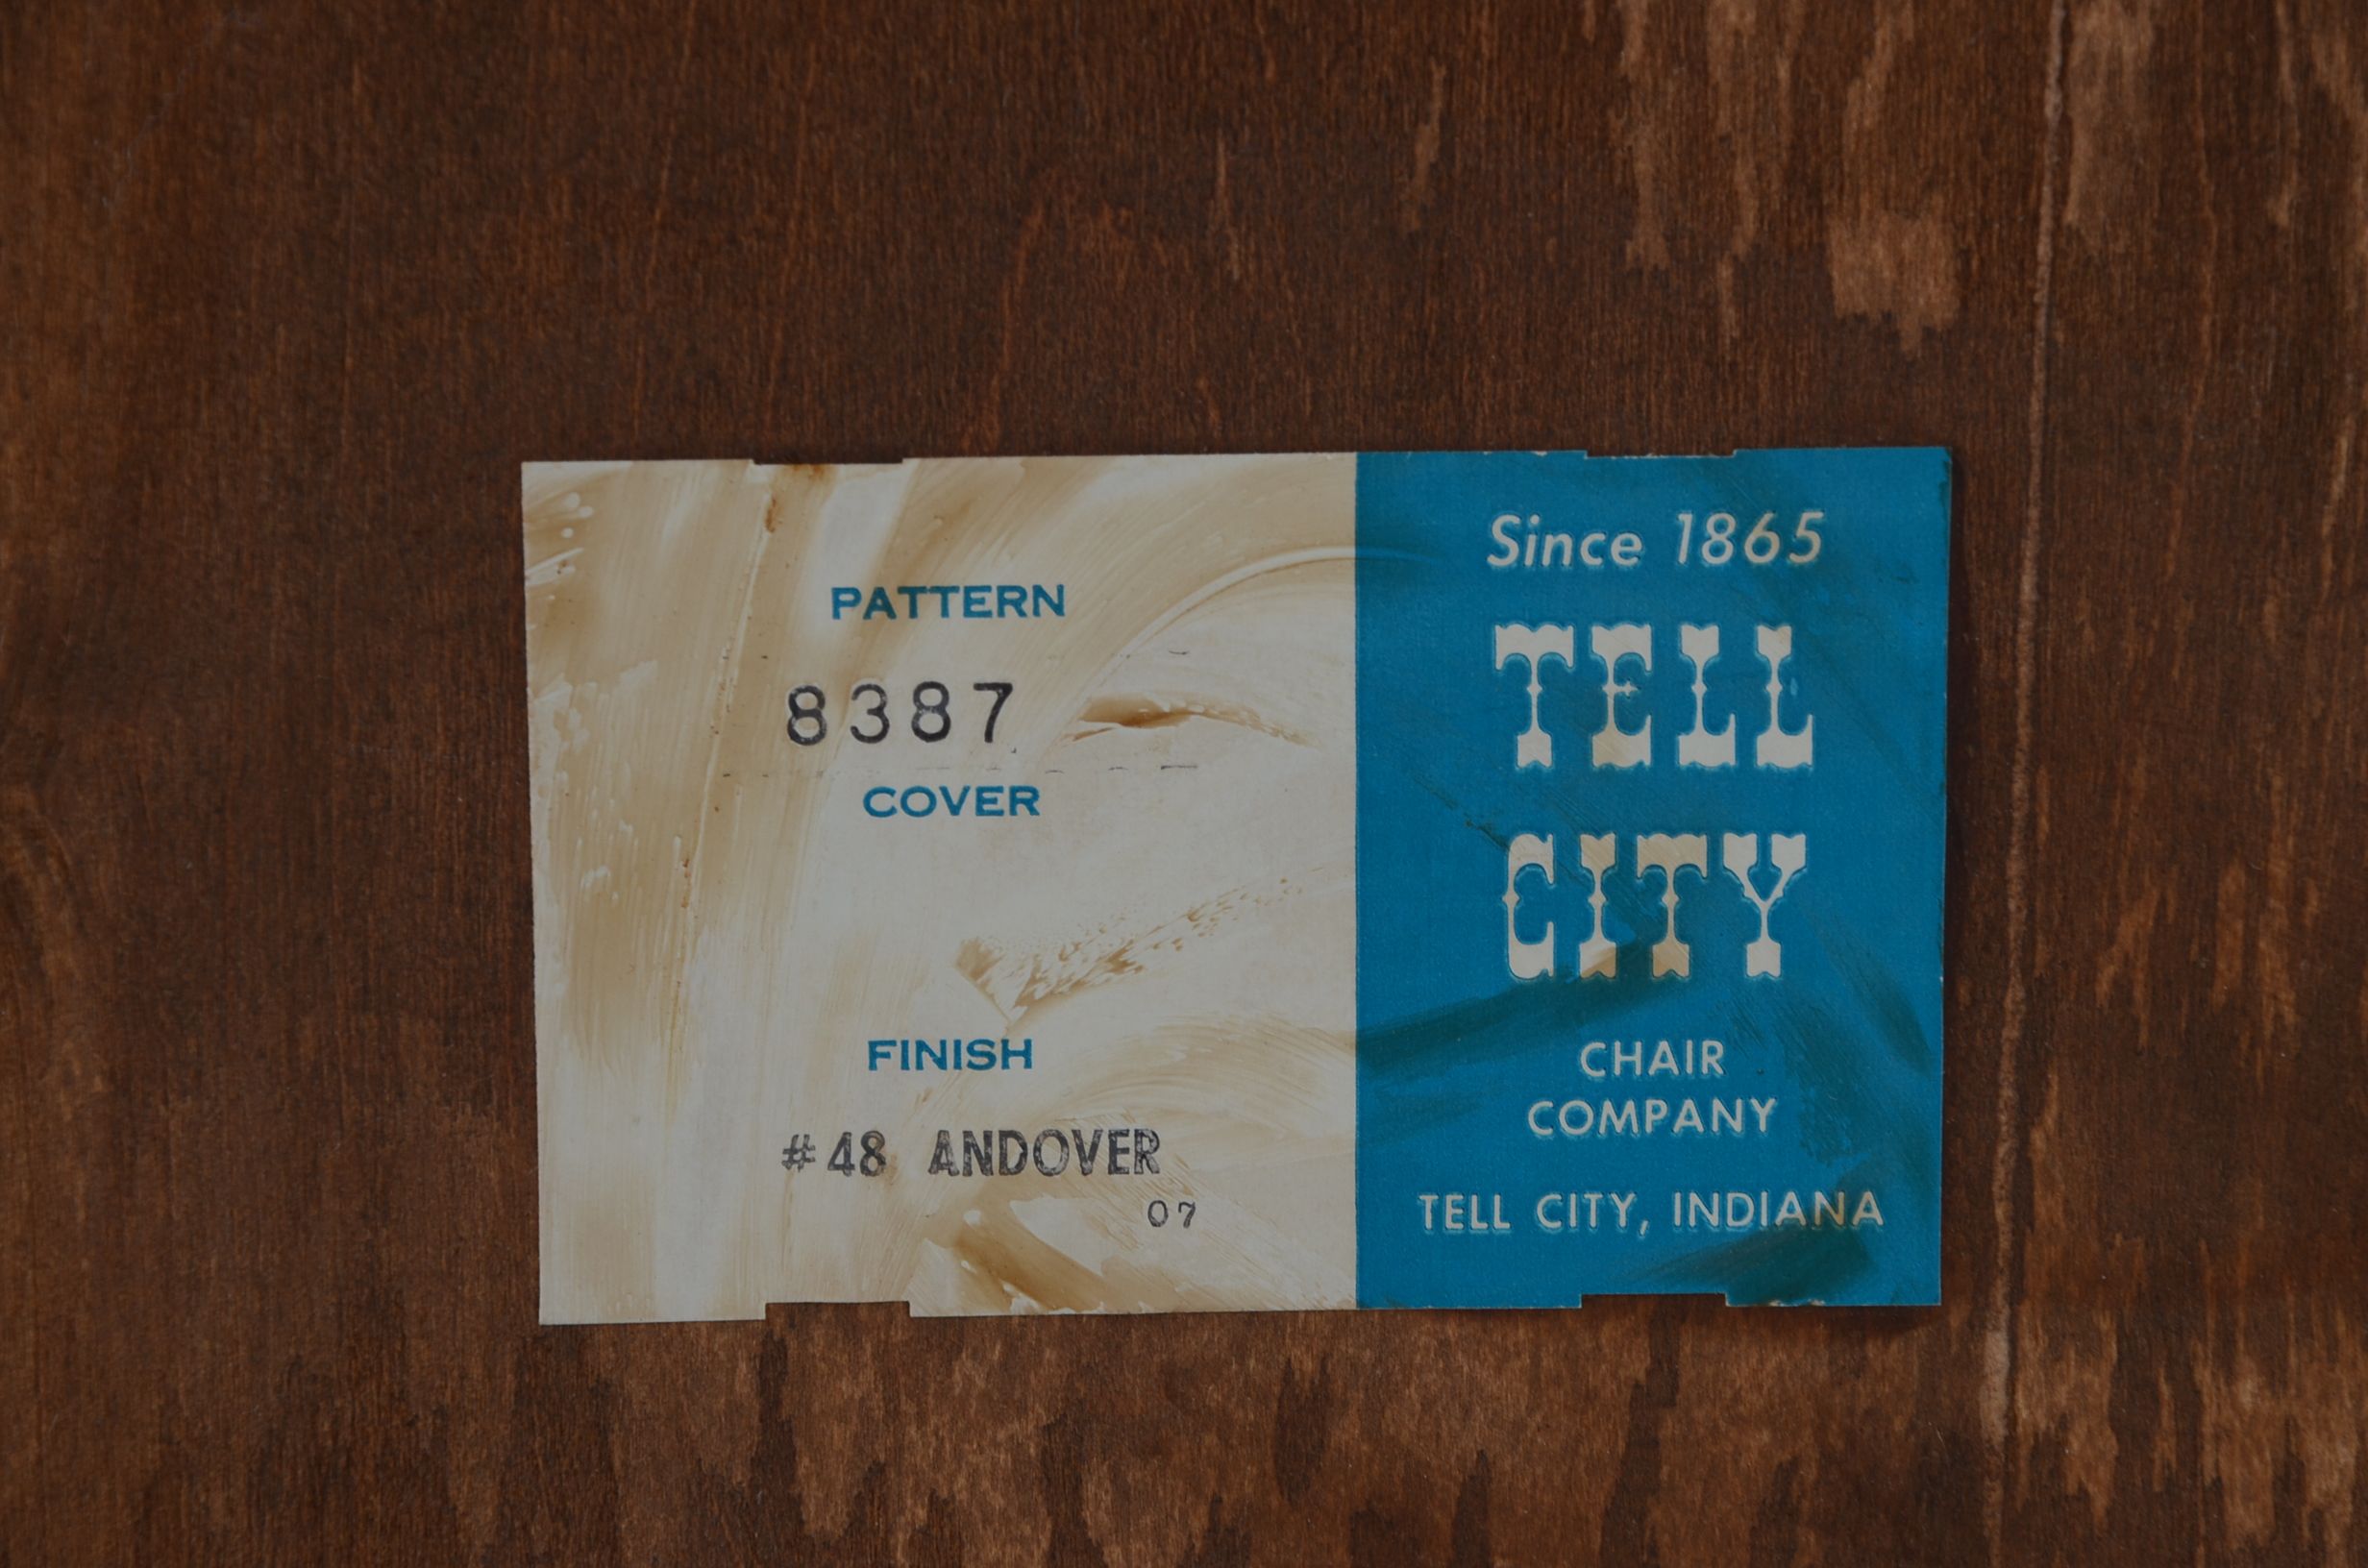 PATTERN
8387
COVER
FINISH
#48 ANDOVER
07
Since 1865
TELL
CITY
CHAIR
COMPANY
TELL CITY, INDIANA